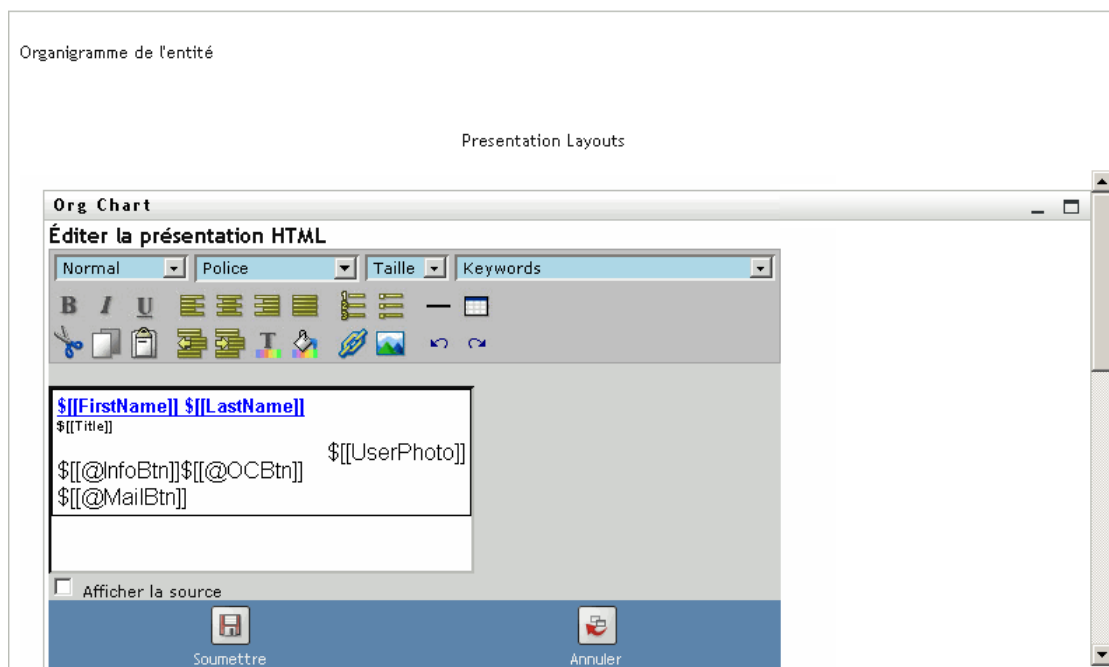 Organigramme de l'entité
Presentation Layouts
Org Chart
Éditer la présentation HTML
Normal Police Taille Keywords
B I U
T
$[[FirstName]] $[[LastName]]
$[[Title]]
$[[UserPhoto]]
$[[@InfoBtn]]$[[@OCBtn]]
$[[@MailBtn]]
Afficher la source
Soumettre Annuler